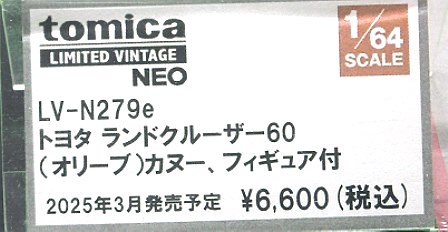 tomica
LIMITED VINTAGE
NEO
1/64
SCALE
LV-N279e
トヨタ ランドクルーザー60
(オリーブ)カヌー、フィギュア付
2025年3月発売予定 ¥6,600(税込)